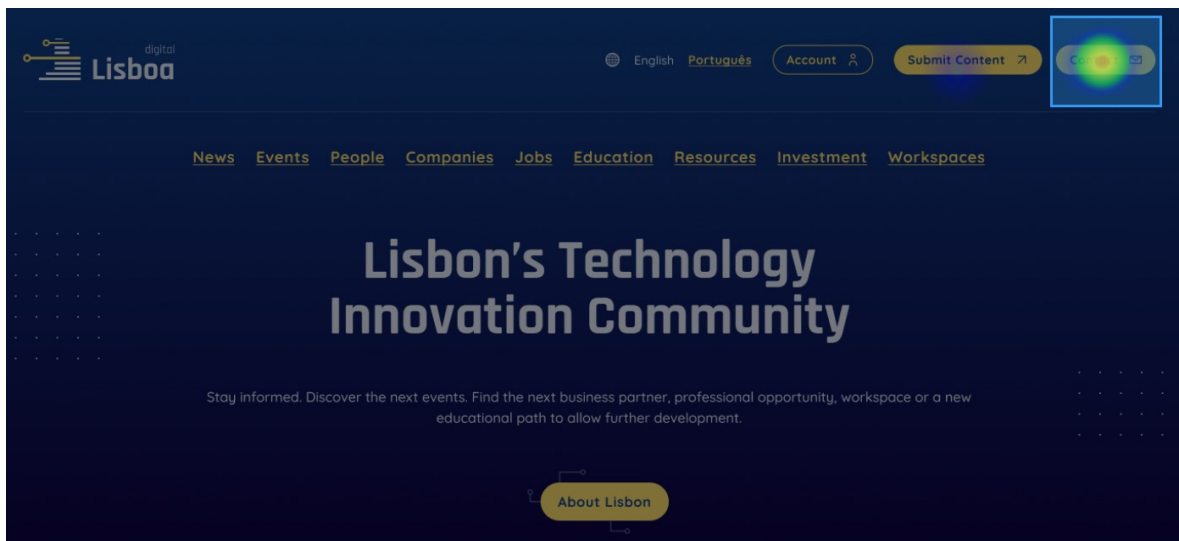 digital
Lisboa
English Português Account Submit Content
News Events People Companies Jobs Education Resources Investment Workspaces
Lisbon's Technology
Innovation Community
Stay informed. Discover the next events. Find the next business partner, professional opportunity, workspace or a new
educational path to allow further development.
About Lisbon